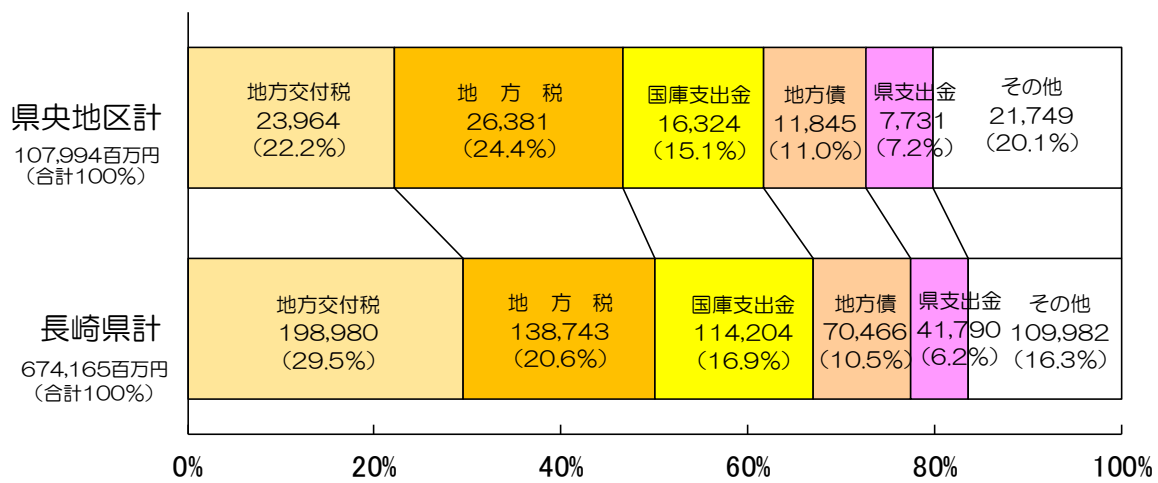 県央地区計
107,994百万円
（合計100%）
地方交付税
23,964
(22.2%)
地 方 税
26,381
(24.4%)
国庫支出金
16,324
(15.1%)
地方債
11,845
(11.0%)
県支出金
7,731
(7.2%)
その他
21,749
(20.1%)
長崎県計
674,165百万円
（合計100%）
地方交付税
198,980
(29.5%)
地 方 税
138,743
(20.6%)
国庫支出金
114,204
(16.9%)
地方債
70,466
(10.5%)
県支出金
41,790
(6.2%)
その他
109,982
(16.3%)
0%
20%
40%
60%
80%
100%